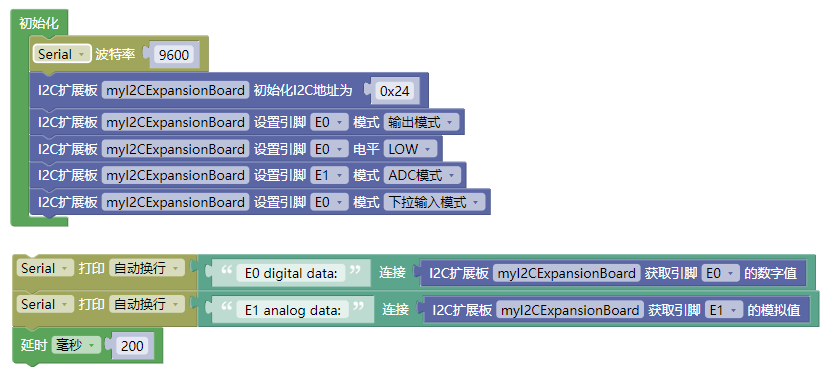 初始化
Serial 波特率 9600
I2C扩展板 myI2CExpansionBoard 初始化I2C地址为 0x24
I2C扩展板 myI2CExpansionBoard 设置引脚 E0 模式 输出模式
I2C扩展板 myI2CExpansionBoard 设置引脚 E0 电平 LOW
I2C扩展板 myI2CExpansionBoard 设置引脚 E1 模式 ADC模式
I2C扩展板 myI2CExpansionBoard 设置引脚 E0 模式 下拉输入模式
Serial 打印 自动换行 “ E0 digital data: ” 连接 I2C扩展板 myI2CExpansionBoard 获取引脚 E0 的数字值
Serial 打印 自动换行 “ E1 analog data: ” 连接 I2C扩展板 myI2CExpansionBoard 获取引脚 E1 的模拟值
延时 毫秒 200